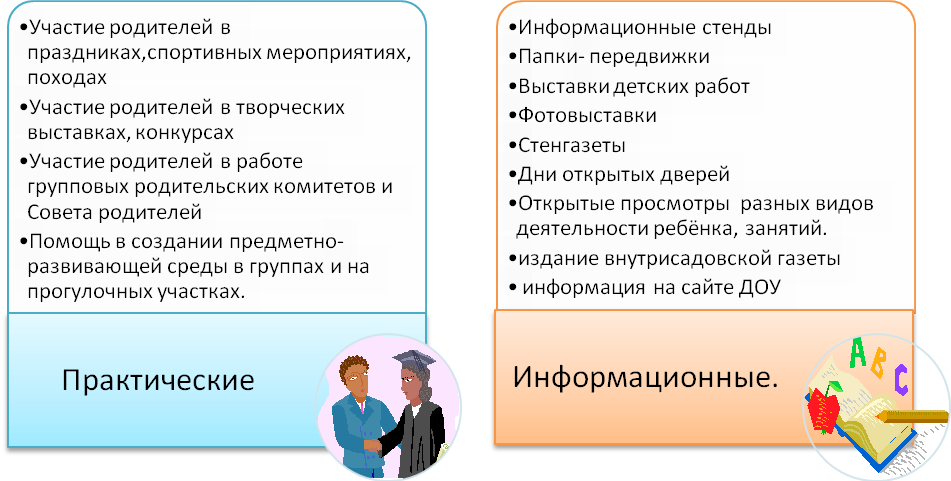 •Участие родителей в
праздниках,спортивных мероприятиях,
походах
•Участие родителей в творческих
выставках, конкурсах
•Участие родителей в работе
групповых родительских комитетов и
Совета родителей
•Помощь в создании предметно-
развивающей среды в группах и на
прогулочных участках.
Практические
•Информационные стенды
•Папки- передвижки
•Выставки детских работ
•Фотовыставки
•Стенгазеты
•Дни открытых дверей
•Открытые просмотры разных видов
деятельности ребёнка, занятий.
•издание внутрисадовской газеты
• информация на сайте ДОУ
Информационные.
A B C